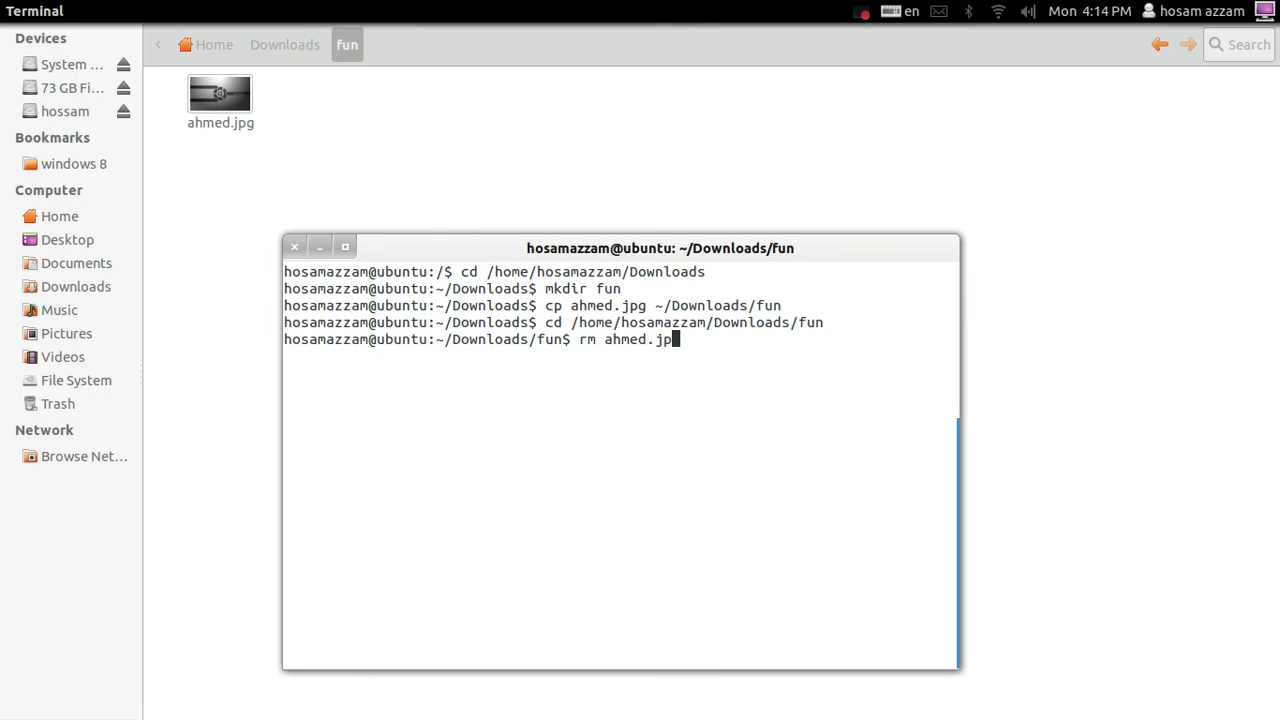 Terminal
en
Mon 4:14 PM
hosam azzam
Devices
System ...
73 GB Fi...
hossam
Bookmarks
windows 8
Computer
Home
Desktop
Documents
Downloads
Music
Pictures
Videos
File System
Trash
Network
Browse Net...
Home
Downloads
fun
Search
ahmed.jpg
hosamazzam@ubuntu: ~/Downloads/fun
hosamazzam@ubuntu:/$ cd /home/hosamazzam/Downloads
hosamazzam@ubuntu:~/Downloads$ mkdir fun
hosamazzam@ubuntu:~/Downloads$ cp ahmed.jpg ~/Downloads/fun
hosamazzam@ubuntu:~/Downloads$ cd /home/hosamazzam/Downloads/fun
hosamazzam@ubuntu:~/Downloads/fun$ rm ahmed.jp